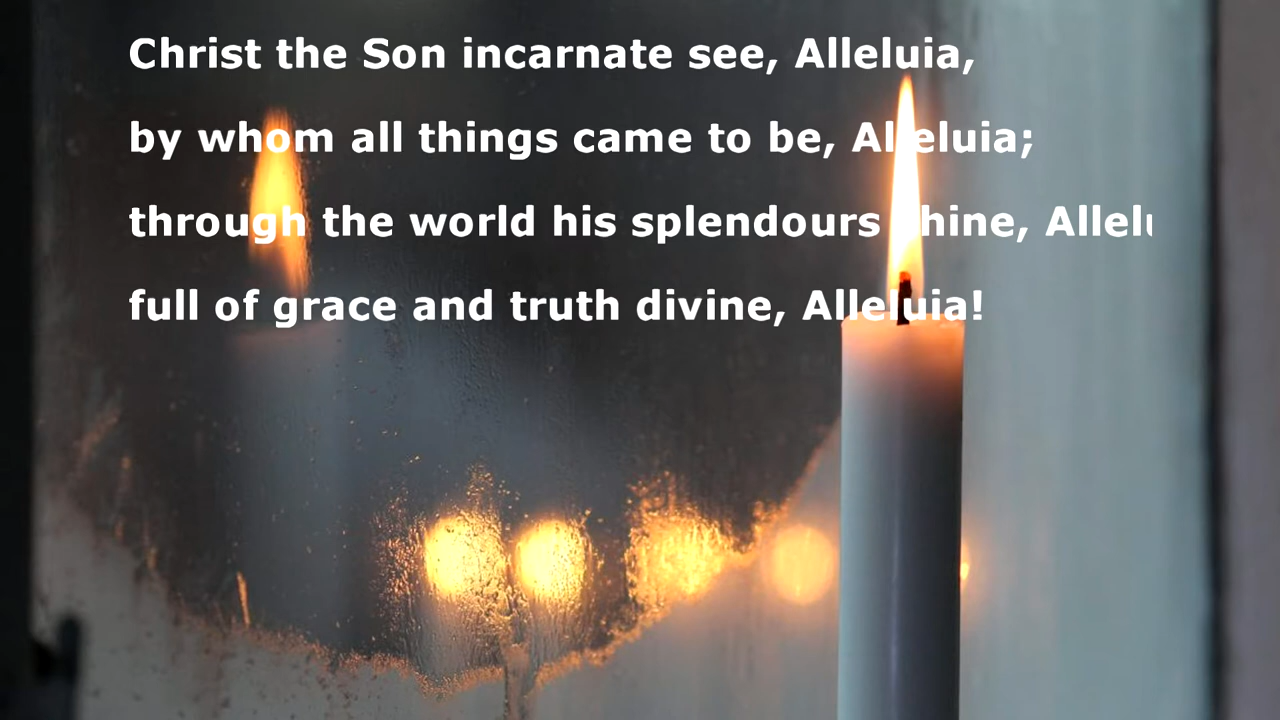 Christ the Son incarnate see, Alleluia,
by whom all things came to be, Alleluia;
through the world his splendours shine, Allelu
full of grace and truth divine, Alleluia!